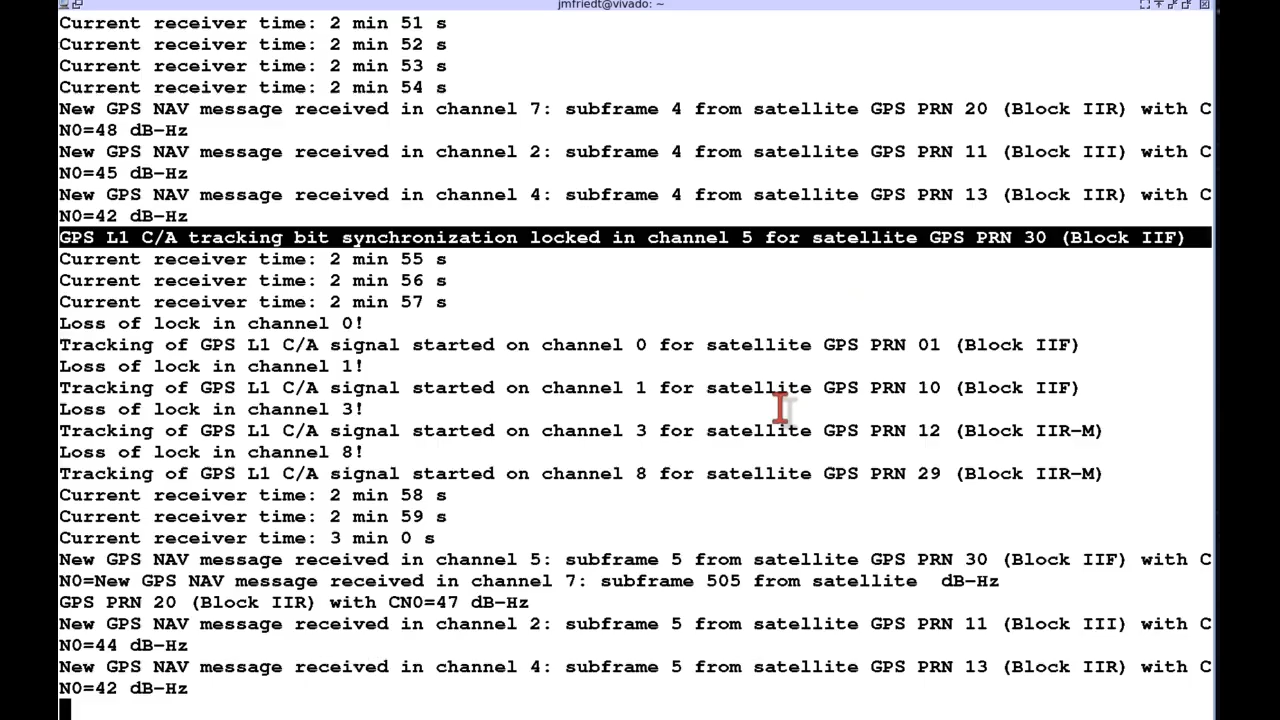 jmfriedt@vivado: ~
Current receiver time: 2 min 51 s
Current receiver time: 2 min 52 s
Current receiver time: 2 min 53 s
Current receiver time: 2 min 54 s
New GPS NAV message received in channel 7: subframe 4 from satellite GPS PRN 20 (Block IIR) with C
N0=48 dB-Hz
New GPS NAV message received in channel 2: subframe 4 from satellite GPS PRN 11 (Block III) with C
N0=45 dB-Hz
New GPS NAV message received in channel 4: subframe 4 from satellite GPS PRN 13 (Block IIR) with C
N0=42 dB-Hz
GPS L1 C/A tracking bit synchronization locked in channel 5 for satellite GPS PRN 30 (Block IIF)
Current receiver time: 2 min 55 s
Current receiver time: 2 min 56 s
Current receiver time: 2 min 57 s
Loss of lock in channel 0!
Tracking of GPS L1 C/A signal started on channel 0 for satellite GPS PRN 01 (Block IIF)
Loss of lock in channel 1!
Tracking of GPS L1 C/A signal started on channel 1 for satellite GPS PRN 10 (Block IIF)
Loss of lock in channel 3!
Tracking of GPS L1 C/A signal started on channel 3 for satellite GPS PRN 12 (Block IIR-M)
Loss of lock in channel 8!
Tracking of GPS L1 C/A signal started on channel 8 for satellite GPS PRN 29 (Block IIR-M)
Current receiver time: 2 min 58 s
Current receiver time: 2 min 59 s
Current receiver time: 3 min 0 s
New GPS NAV message received in channel 5: subframe 5 from satellite GPS PRN 30 (Block IIF) with C
N0=New GPS NAV message received in channel 7: subframe 505 from satellite  dB-Hz
GPS PRN 20 (Block IIR) with CN0=47 dB-Hz
New GPS NAV message received in channel 2: subframe 5 from satellite GPS PRN 11 (Block III) with C
N0=44 dB-Hz
New GPS NAV message received in channel 4: subframe 5 from satellite GPS PRN 13 (Block IIR) with C
N0=42 dB-Hz